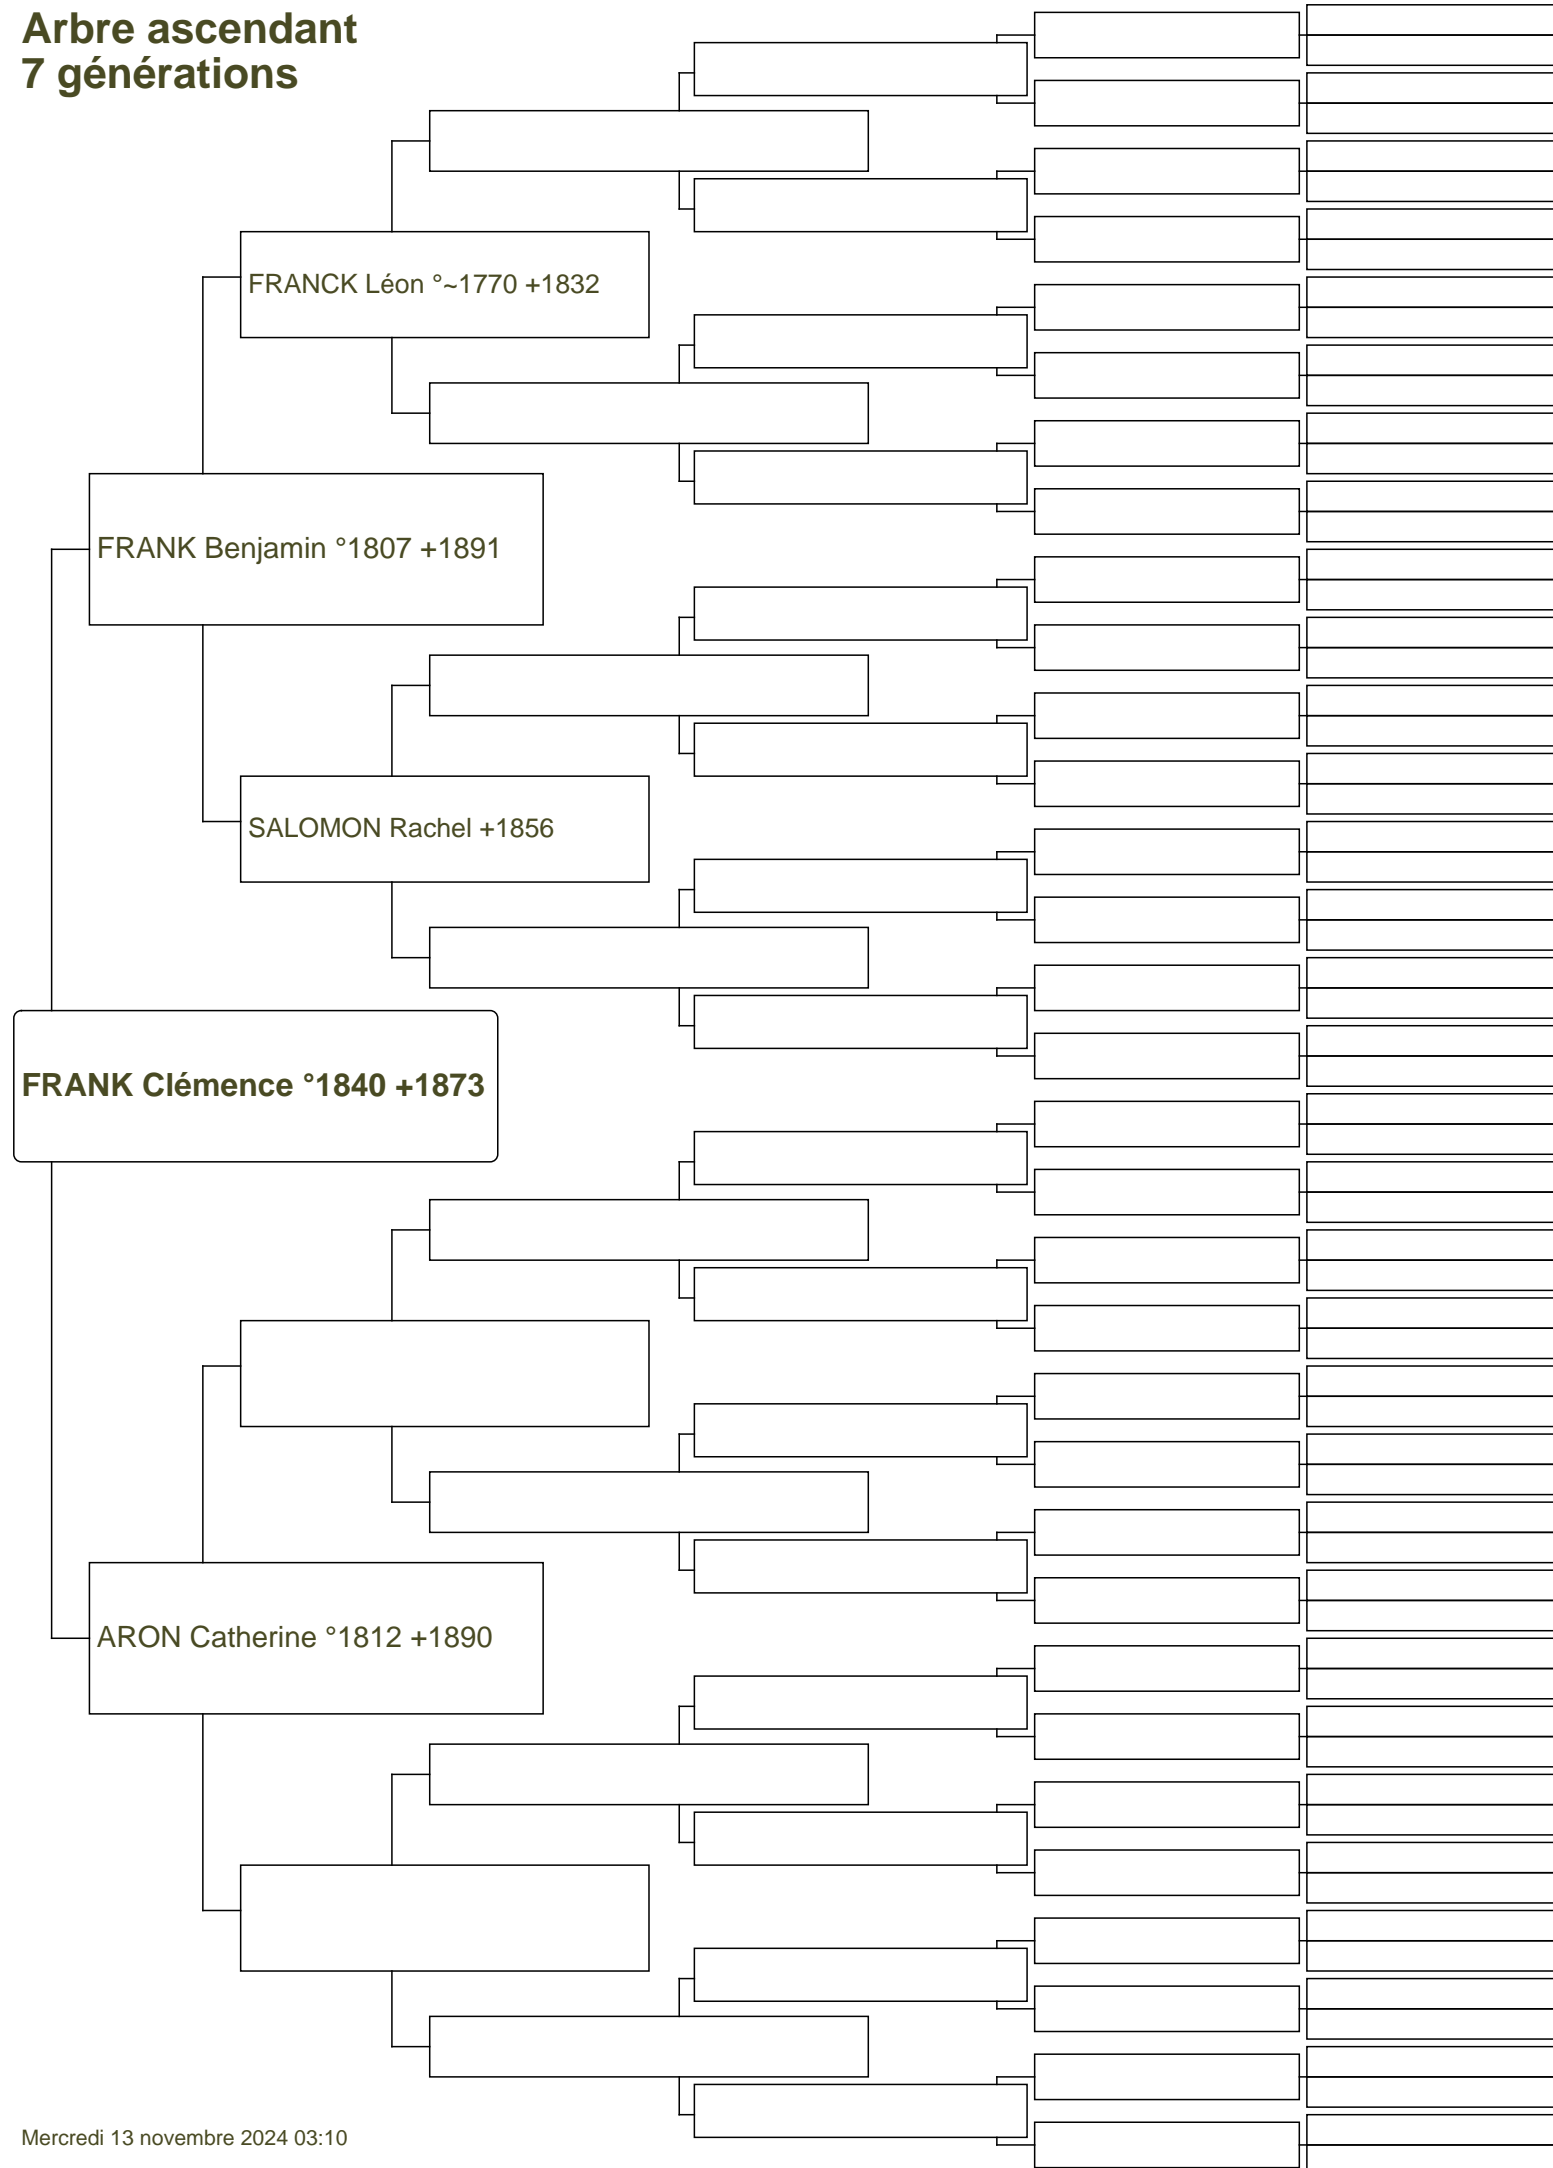 Arbre ascendant
7 générations
FRANCK Léon °~1770 +1832
FRANK Benjamin °1807 +1891
SALOMON Rachel +1856
FRANK Clémence °1840 +1873
ARON Catherine °1812 +1890
Mercredi 13 novembre 2024 03:10